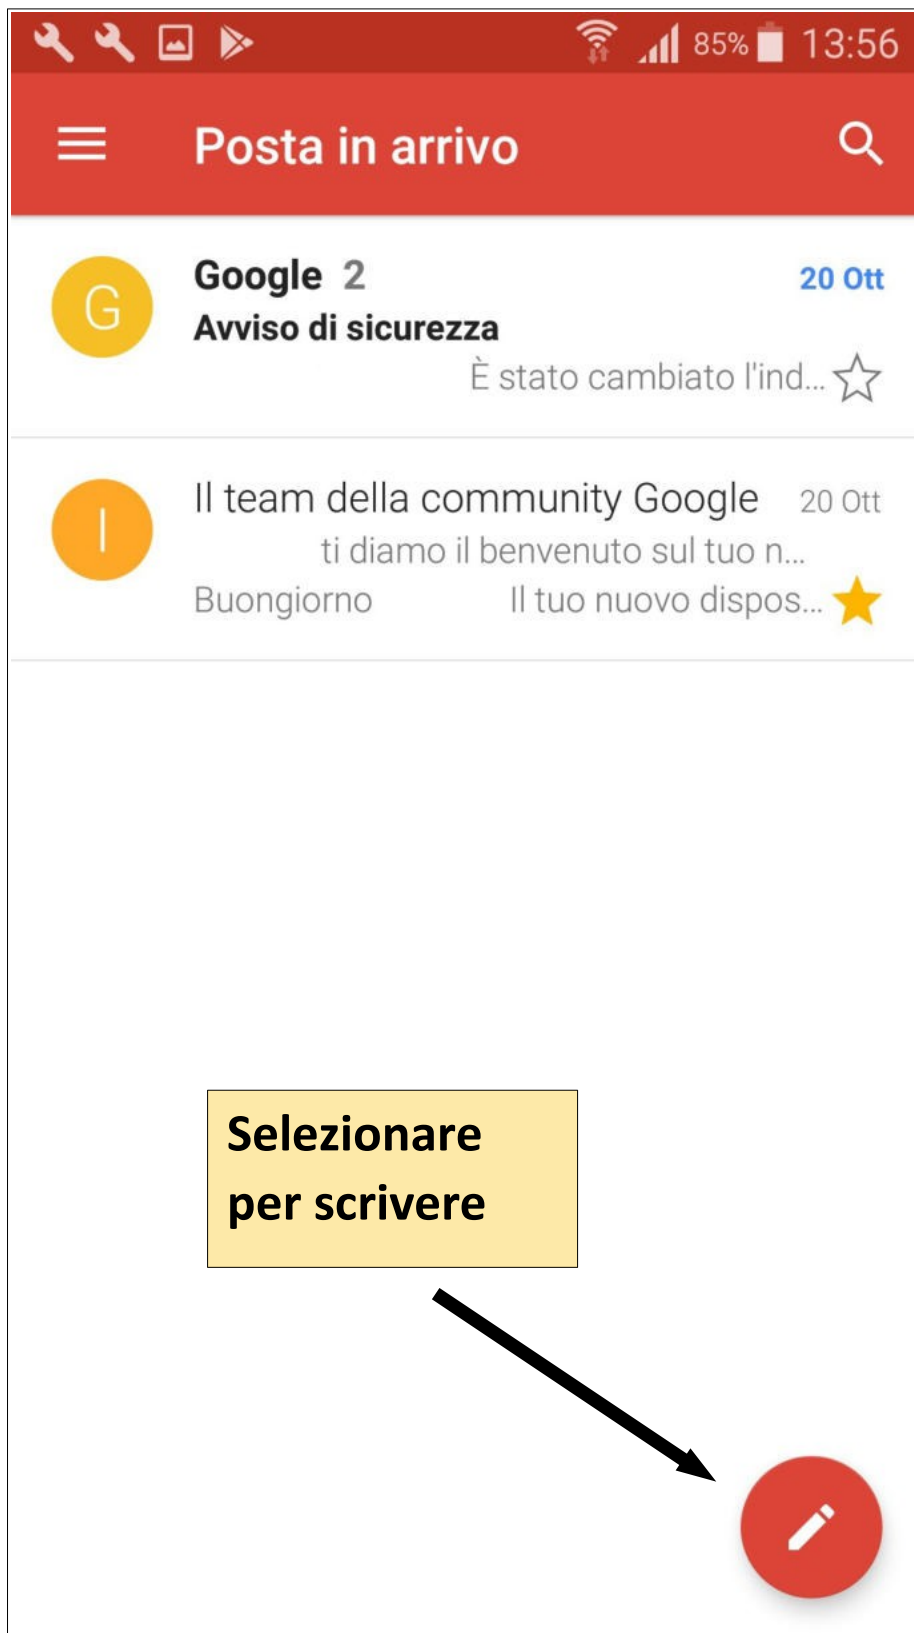 85% 13:56
Posta in arrivo
G
Google 2 20 Ott
Avviso di sicurezza
È stato cambiato l'ind...
I
Il team della community Google 20 Ott
ti diamo il benvenuto sul tuo n...
Buongiorno Il tuo nuovo dispos...
Selezionare
per scrivere